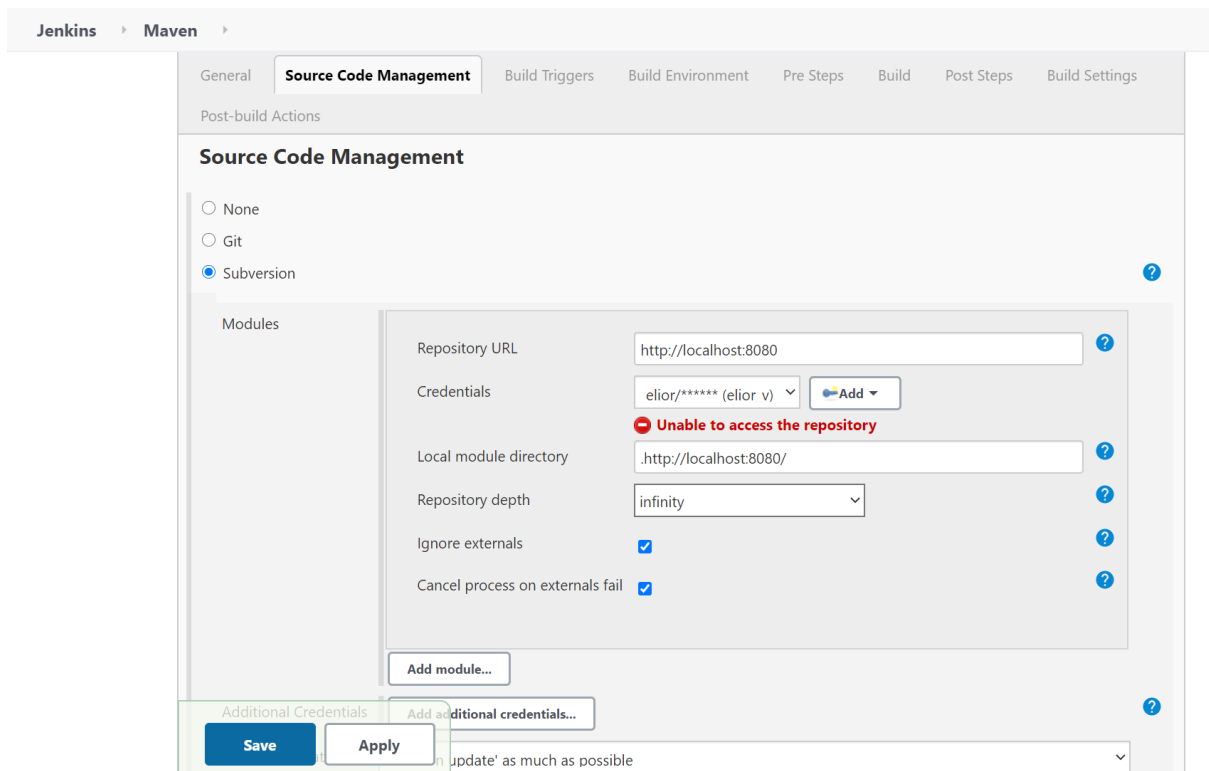 Jenkins Maven
General Source Code Management Build Triggers Build Environment Pre Steps Build Post Steps Build Settings
Post-build Actions
Source Code Management
None
Git
Subversion
Modules
Repository URL http://localhost:8080
Credentials elior/****** (elior v) Add
Unable to access the repository
Local module directory .http://localhost:8080/
Repository depth infinity
Ignore externals
Cancel process on externals fail
Add module...
Additional Credentials Add additional credentials...
Save Apply update' as much as possible